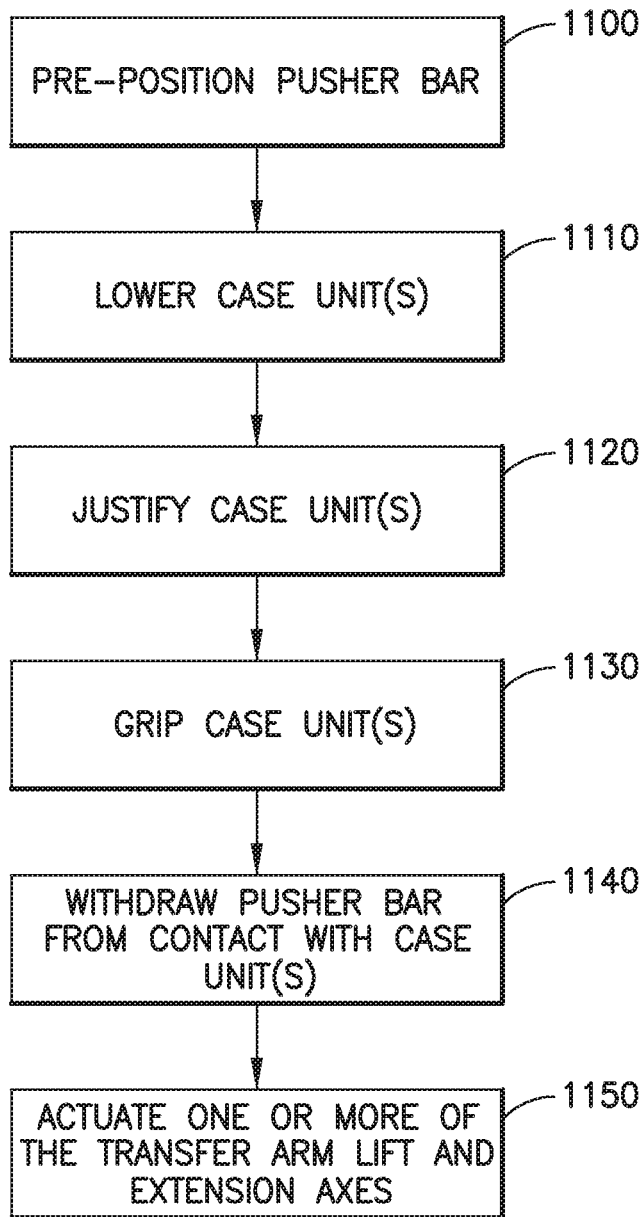 1100
PRE-POSITION PUSHER BAR
1110
LOWER CASE UNIT(S)
1120
JUSTIFY CASE UNIT(S)
1130
GRIP CASE UNIT(S)
1140
WITHDRAW PUSHER BAR
FROM CONTACT WITH CASE
UNIT(S)
1150
ACTUATE ONE OR MORE OF
THE TRANSFER ARM LIFT AND
EXTENSION AXES